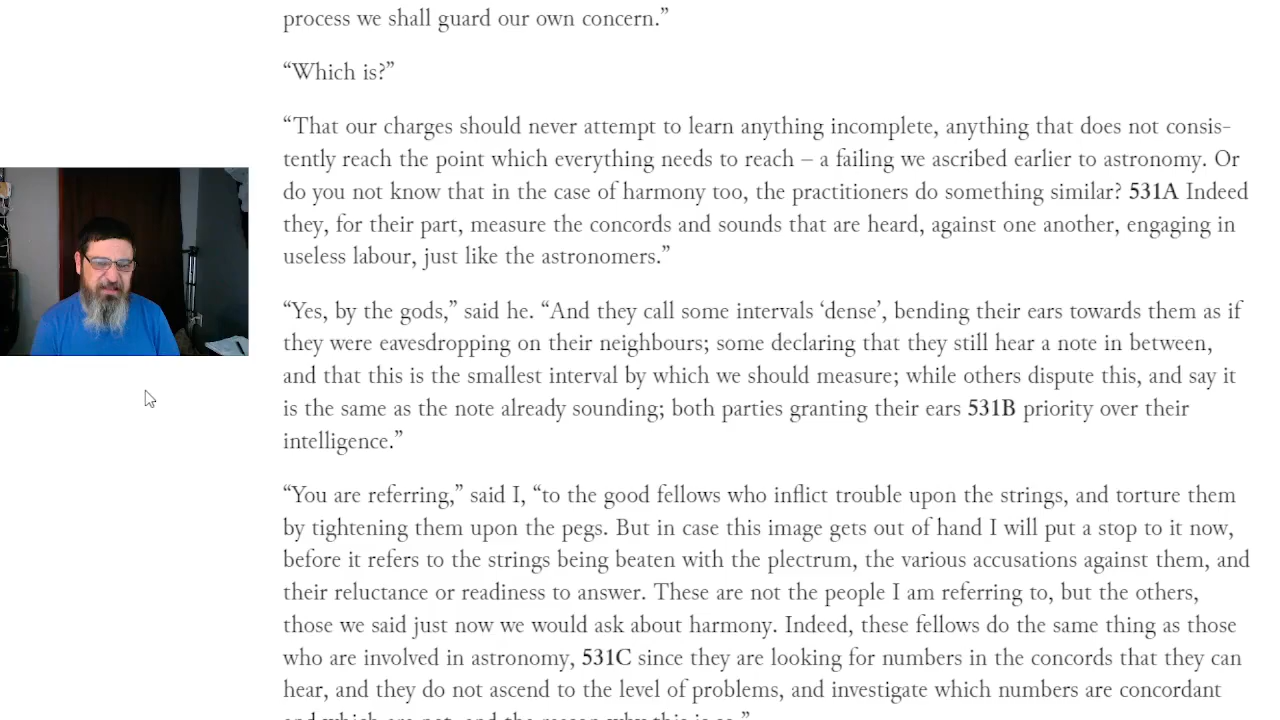 process we shall guard our own concern.”
“Which is?”
“That our charges should never attempt to learn anything incomplete, anything that does not consis-
tently reach the point which everything needs to reach – a failing we ascribed earlier to astronomy. Or
do you not know that in the case of harmony too, the practitioners do something similar? 531A Indeed
they, for their part, measure the concords and sounds that are heard, against one another, engaging in
useless labour, just like the astronomers.”
“Yes, by the gods,” said he. “And they call some intervals ‘dense’, bending their ears towards them as if
they were eavesdropping on their neighbours; some declaring that they still hear a note in between,
and that this is the smallest interval by which we should measure; while others dispute this, and say it
is the same as the note already sounding; both parties granting their ears 531B priority over their
intelligence.”
“You are referring,” said I, “to the good fellows who inflict trouble upon the strings, and torture them
by tightening them upon the pegs. But in case this image gets out of hand I will put a stop to it now,
before it refers to the strings being beaten with the plectrum, the various accusations against them, and
their reluctance or readiness to answer. These are not the people I am referring to, but the others,
those we said just now we would ask about harmony. Indeed, these fellows do the same thing as those
who are involved in astronomy, 531C since they are looking for numbers in the concords that they can
hear, and they do not ascend to the level of problems, and investigate which numbers are concordant
and which are not, and the reason why this is so.”